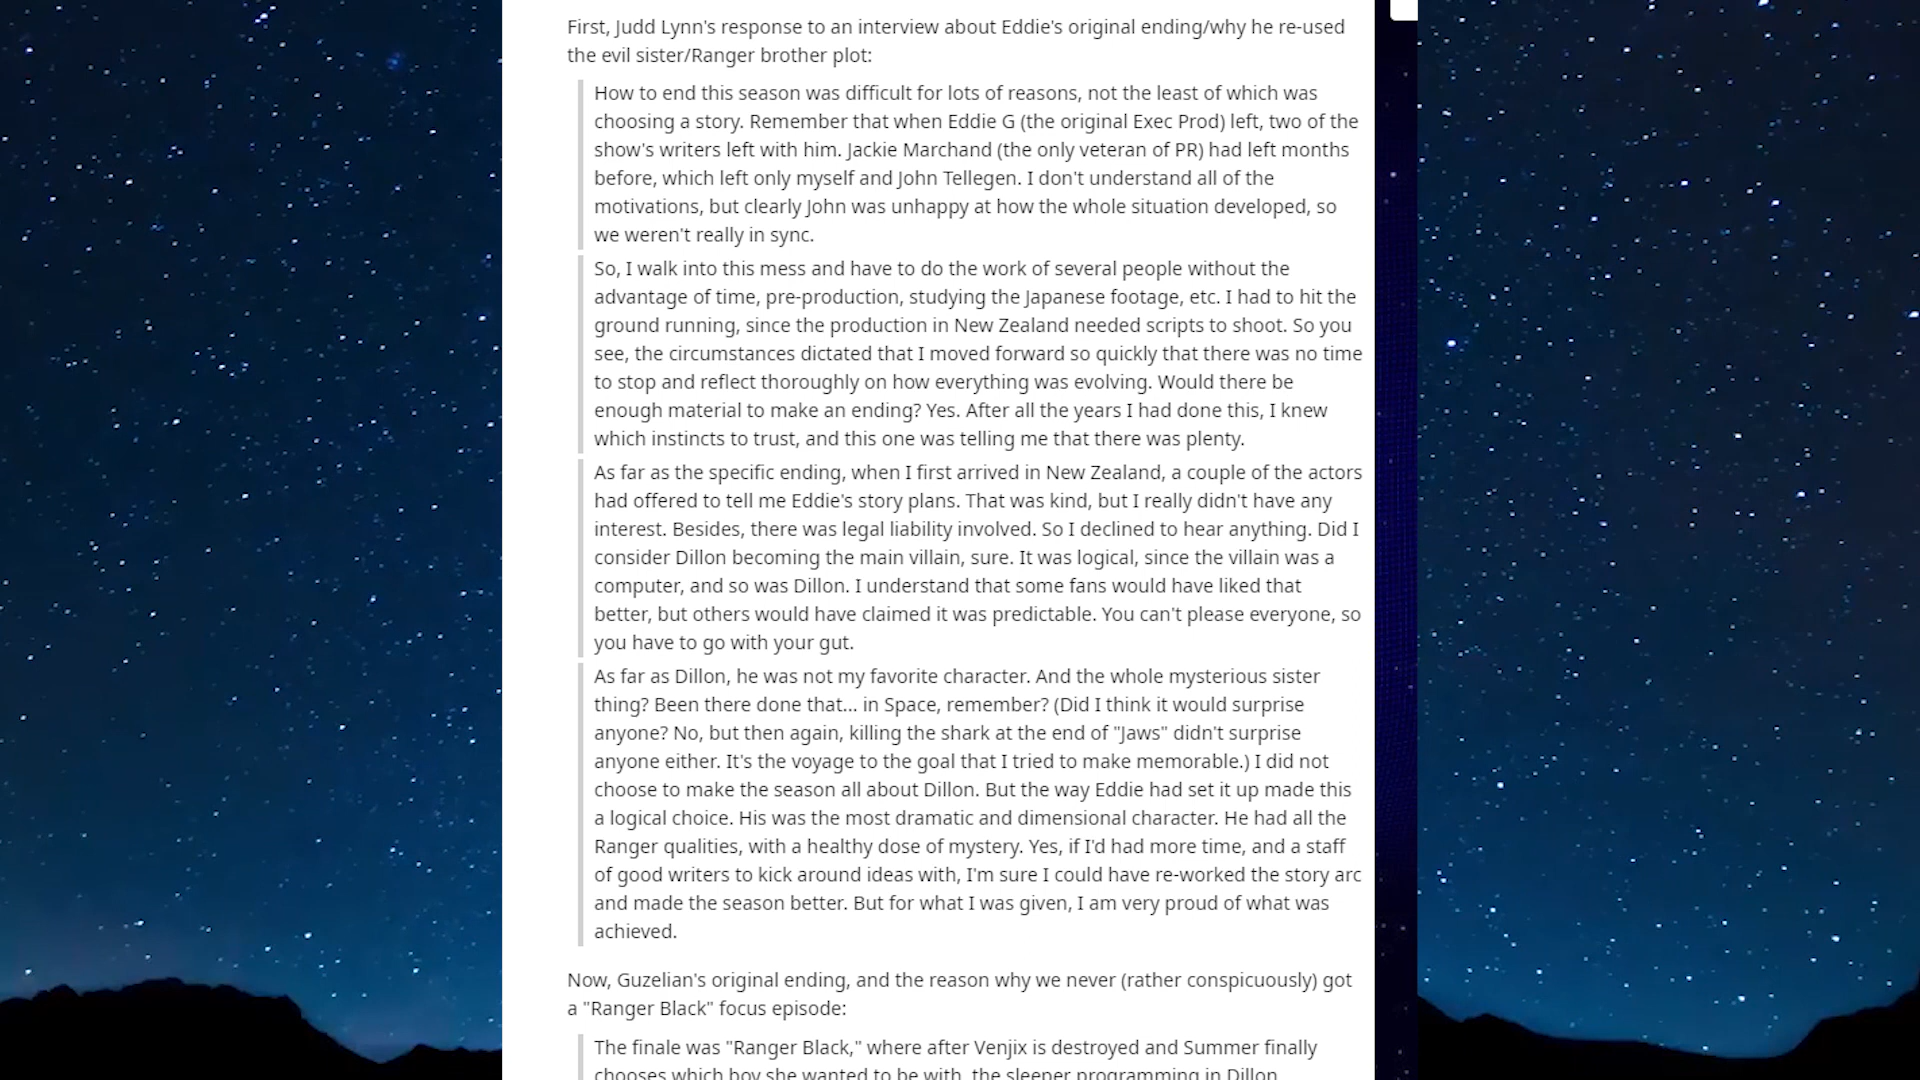 First, Judd Lynn's response to an interview about Eddie's original ending/why he re-used
the evil sister/Ranger brother plot:
How to end this season was difficult for lots of reasons, not the least of which was
choosing a story. Remember that when Eddie G (the original Exec Prod) left, two of the
show's writers left with him. Jackie Marchand (the only veteran of PR) had left months
before, which left only myself and John Tellegen. I don't understand all of the
motivations, but clearly John was unhappy at how the whole situation developed, so
we weren't really in sync.
So, I walk into this mess and have to do the work of several people without the
advantage of time, pre-production, studying the Japanese footage, etc. I had to hit the
ground running, since the production in New Zealand needed scripts to shoot. So you
see, the circumstances dictated that I moved forward so quickly that there was no time
to stop and reflect thoroughly on how everything was evolving. Would there be
enough material to make an ending? Yes. After all the years I had done this, I knew
which instincts to trust, and this one was telling me that there was plenty.
As far as the specific ending, when I first arrived in New Zealand, a couple of the actors
had offered to tell me Eddie's story plans. That was kind, but I really didn't have any
interest. Besides, there was legal liability involved. So I declined to hear anything. Did I
consider Dillon becoming the main villain, sure. It was logical, since the villain was a
computer, and so was Dillon. I understand that some fans would have liked that
better, but others would have claimed it was predictable. You can't please everyone, so
you have to go with your gut.
As far as Dillon, he was not my favorite character. And the whole mysterious sister
thing? Been there done that... in Space, remember? (Did I think it would surprise
anyone? No, but then again, killing the shark at the end of "Jaws" didn't surprise
anyone either. It's the voyage to the goal that I tried to make memorable.) I did not
choose to make the season all about Dillon. But the way Eddie had set it up made this
a logical choice. His was the most dramatic and dimensional character. He had all the
Ranger qualities, with a healthy dose of mystery. Yes, if I'd had more time, and a staff
of good writers to kick around ideas with, I'm sure I could have re-worked the story arc
and made the season better. But for what I was given, I am very proud of what was
achieved.
Now, Guzelian's original ending, and the reason why we never (rather conspicuously) got
a "Ranger Black" focus episode:
The finale was "Ranger Black," where after Venjix is destroyed and Summer finally
chooses which boy she wanted to be with, the sleeper programming in Dillon